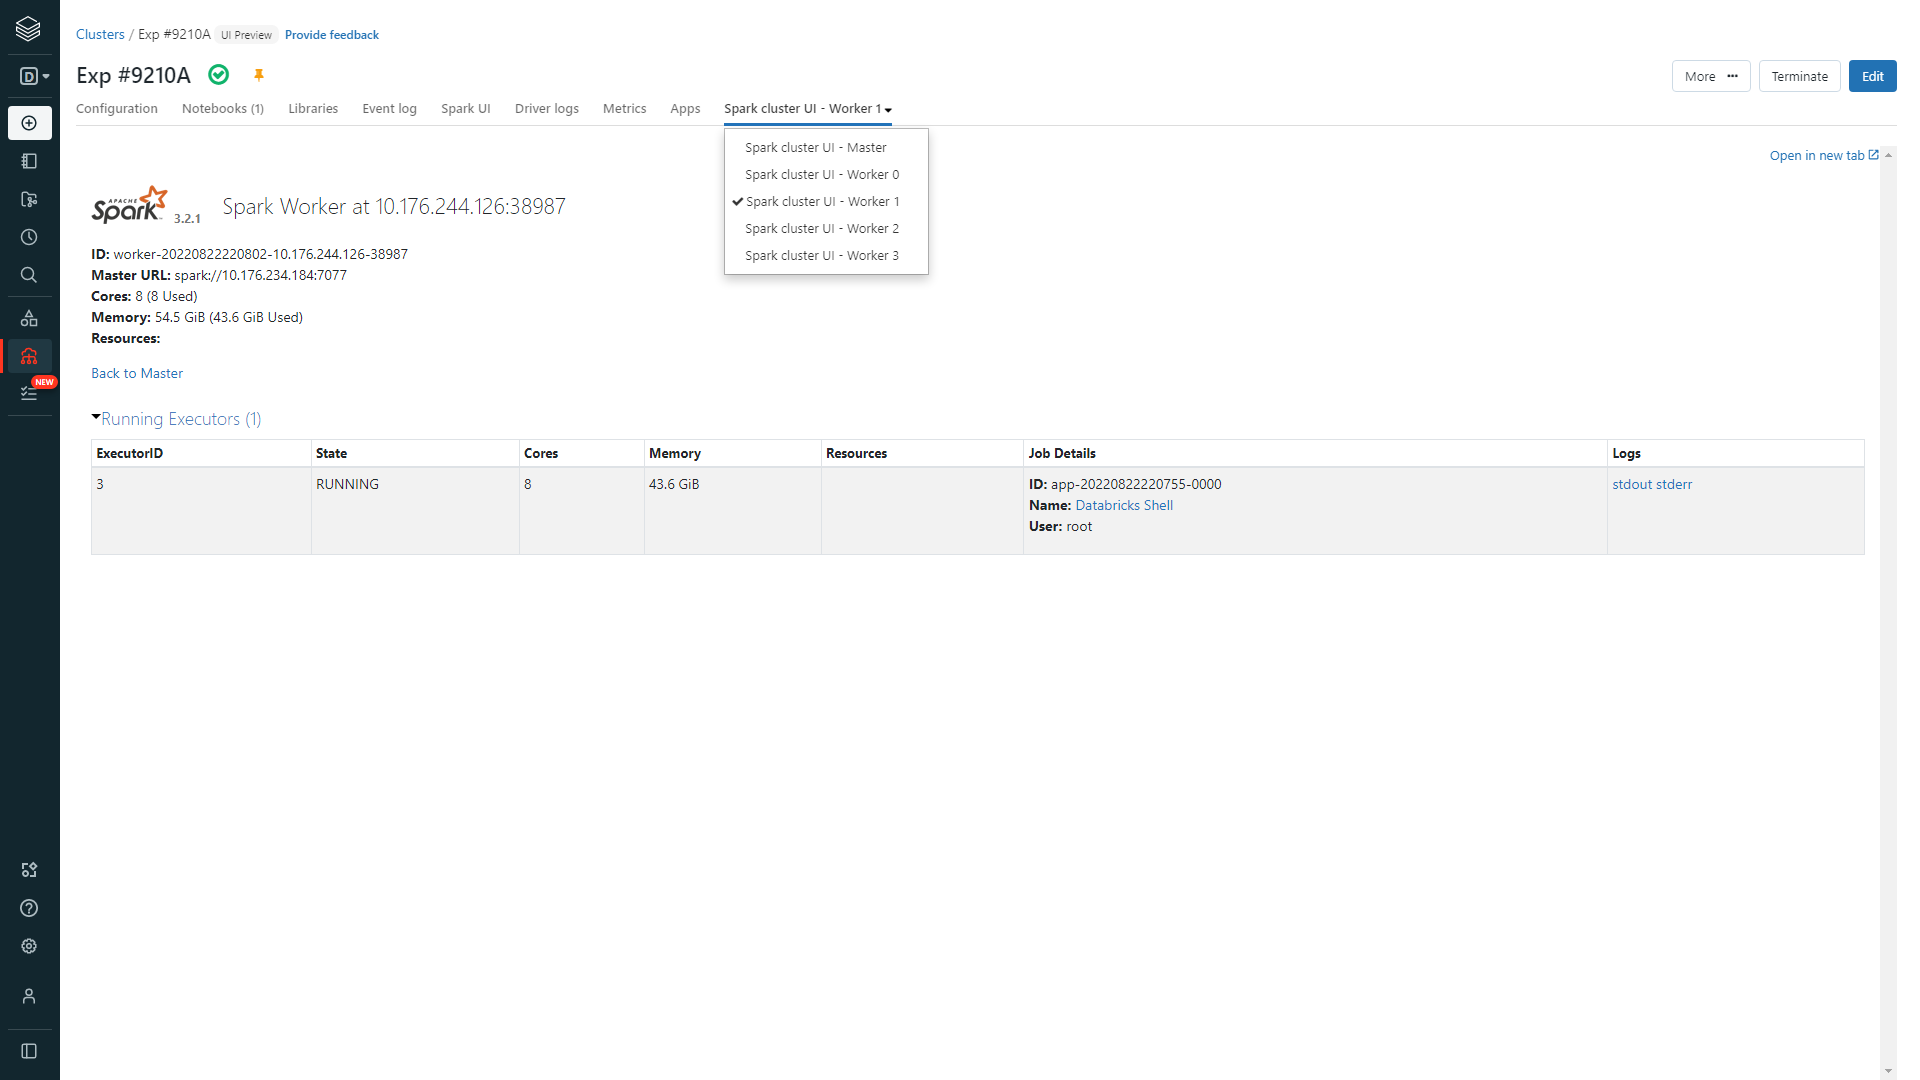 Clusters / Exp #9210A UI Preview Provide feedback
D
Exp #9210A
More ··· Terminate Edit
Configuration Notebooks (1) Libraries Event log Spark UI Driver logs Metrics Apps Spark cluster UI - Worker 1
Spark cluster UI - Master
Spark cluster UI - Worker 0
Spark cluster UI - Worker 1
Spark cluster UI - Worker 2
Spark cluster UI - Worker 3
Open in new tab
APACHE
Spark™ 3.2.1 Spark Worker at 10.176.244.126:38987
ID: worker-20220822220802-10.176.244.126-38987
Master URL: spark://10.176.234.184:7077
Cores: 8 (8 Used)
Memory: 54.5 GiB (43.6 GiB Used)
Resources:
Back to Master
NEW
Running Executors (1)
ExecutorID State Cores Memory Resources Job Details Logs
3 RUNNING 8 43.6 GiB ID: app-20220822220755-0000 stdout stderr
Name: Databricks Shell
User: root